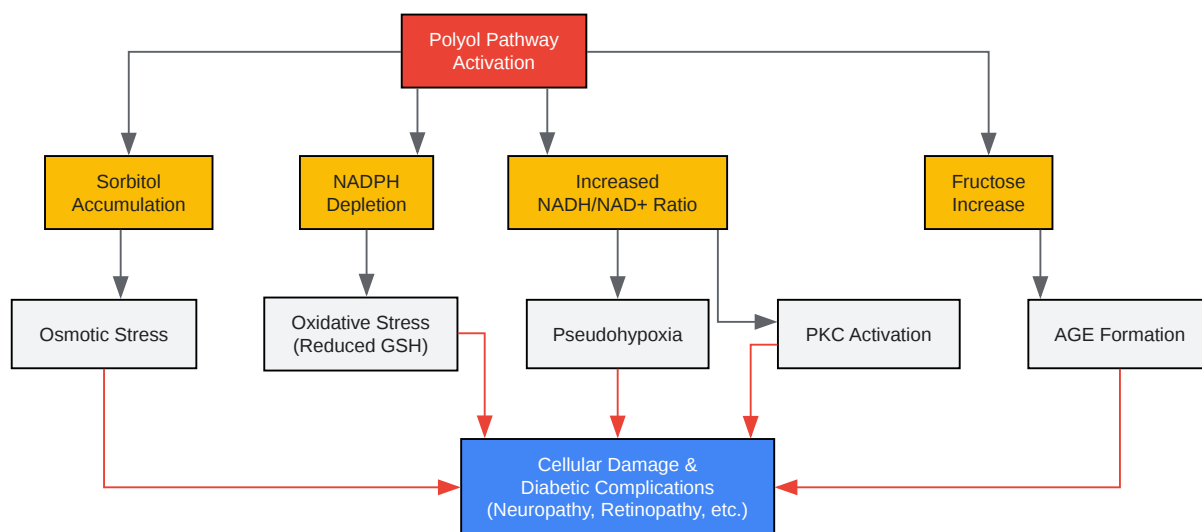 Polyol Pathway
Activation
Sorbitol
Accumulation
NADPH
Depletion
Increased
NADH/NAD+ Ratio
Fructose
Increase
Osmotic Stress
Oxidative Stress
(Reduced GSH)
Pseudohypoxia
PKC Activation
AGE Formation
Cellular Damage &
Diabetic Complications
(Neuropathy, Retinopathy, etc.)